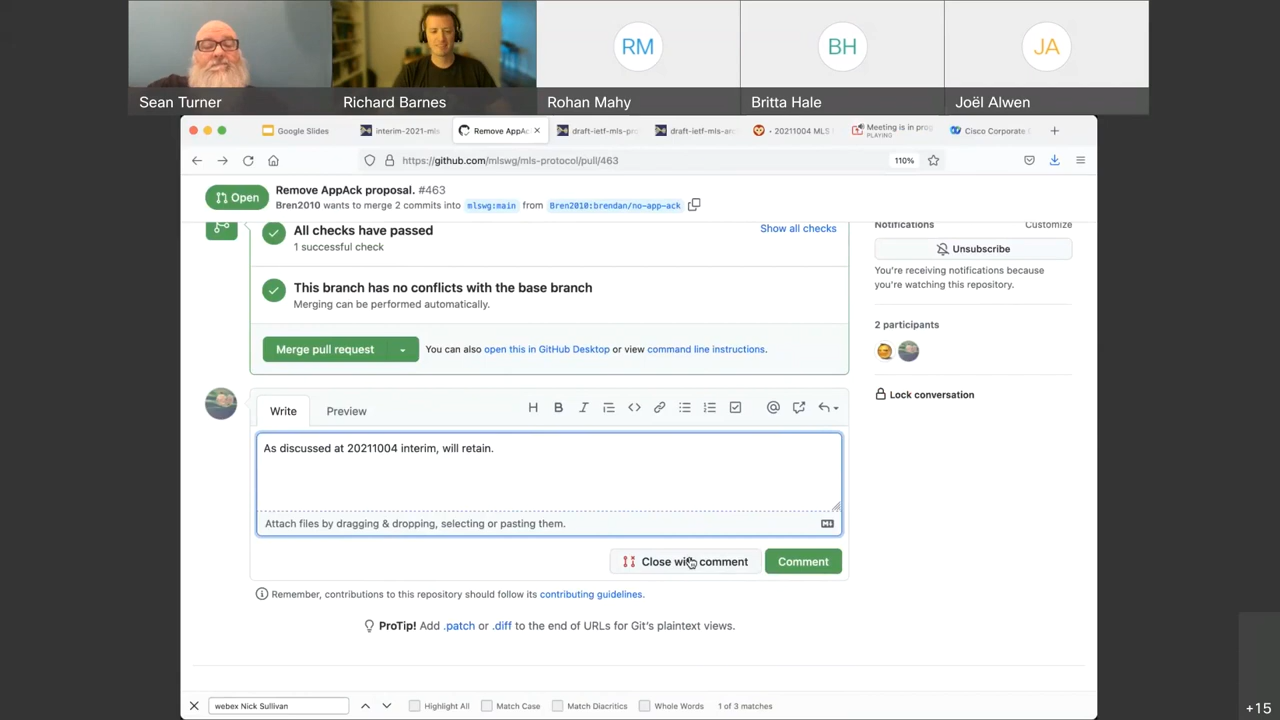 RM
BH
JA
Sean Turner
Richard Barnes
Rohan Mahy
Britta Hale
Joël Alwen
Google Slides
interim-2021-mls
Remove AppAc
draft-ietf-mls-pro
draft-ietf-mls-arc
20211004 MLS
Meeting is in prog
PLAYING
Cisco Corporate
https://github.com/mlswg/mls-protocol/pull/463
110%
Open
Remove AppAck proposal. #463
Bren2010 wants to merge 2 commits into mlswg:main from Bren2010:brendan/no-app-ack
All checks have passed
Show all checks
1 successful check
This branch has no conflicts with the base branch
Merging can be performed automatically.
Merge pull request
You can also open this in GitHub Desktop or view command line instructions.
Notifications
Customize
Unsubscribe
You're receiving notifications because
you're watching this repository.
2 participants
Lock conversation
Write
Preview
As discussed at 20211004 interim, will retain.
Attach files by dragging & dropping, selecting or pasting them.
Close with comment
Comment
Remember, contributions to this repository should follow its contributing guidelines.
ProTip! Add .patch or .diff to the end of URLs for Git's plaintext views.
webex Nick Sullivan
Highlight All
Match Case
Match Diacritics
Whole Words
1 of 3 matches
+15